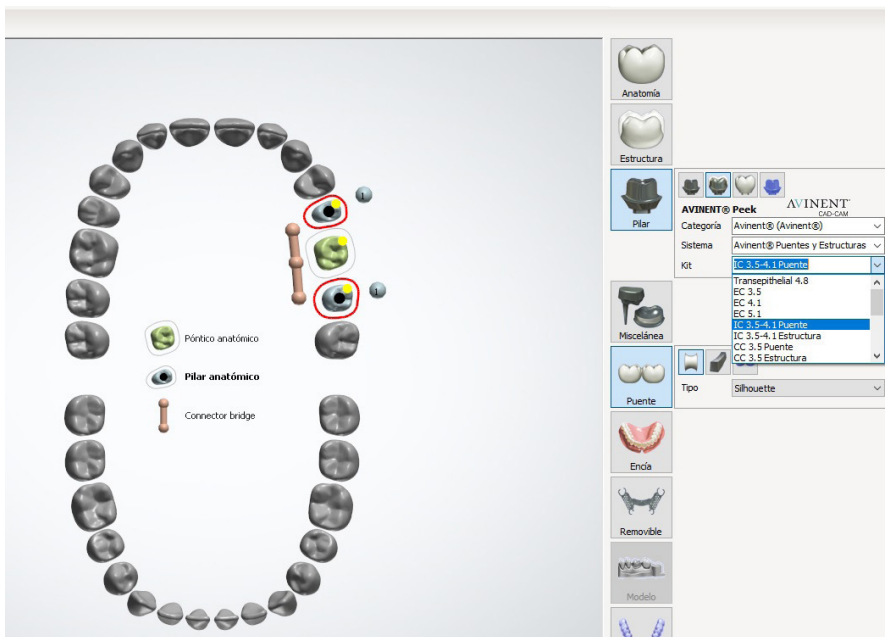 Anatomía
Estructura
Pilar
AVINENT® Peek
AVINENT®
CAD-CAM
Categoría
Avinent® (Avinent®)
Sistema
Avinent® Puentes y Estructuras
Kit
IC 3.5-4.1 Puente
Transepithelial 4.8
EC 3.5
EC 4.1
EC 5.1
IC 3.5-4.1 Puente
IC 3.5-4.1 Estructura
CC 3.5 Puente
CC 3.5 Estructura
Miscelánea
Puente
Tipo
Silhouette
Encía
Removible
Modelo
1
1
Póntico anatómico
Pilar anatómico
Connector bridge